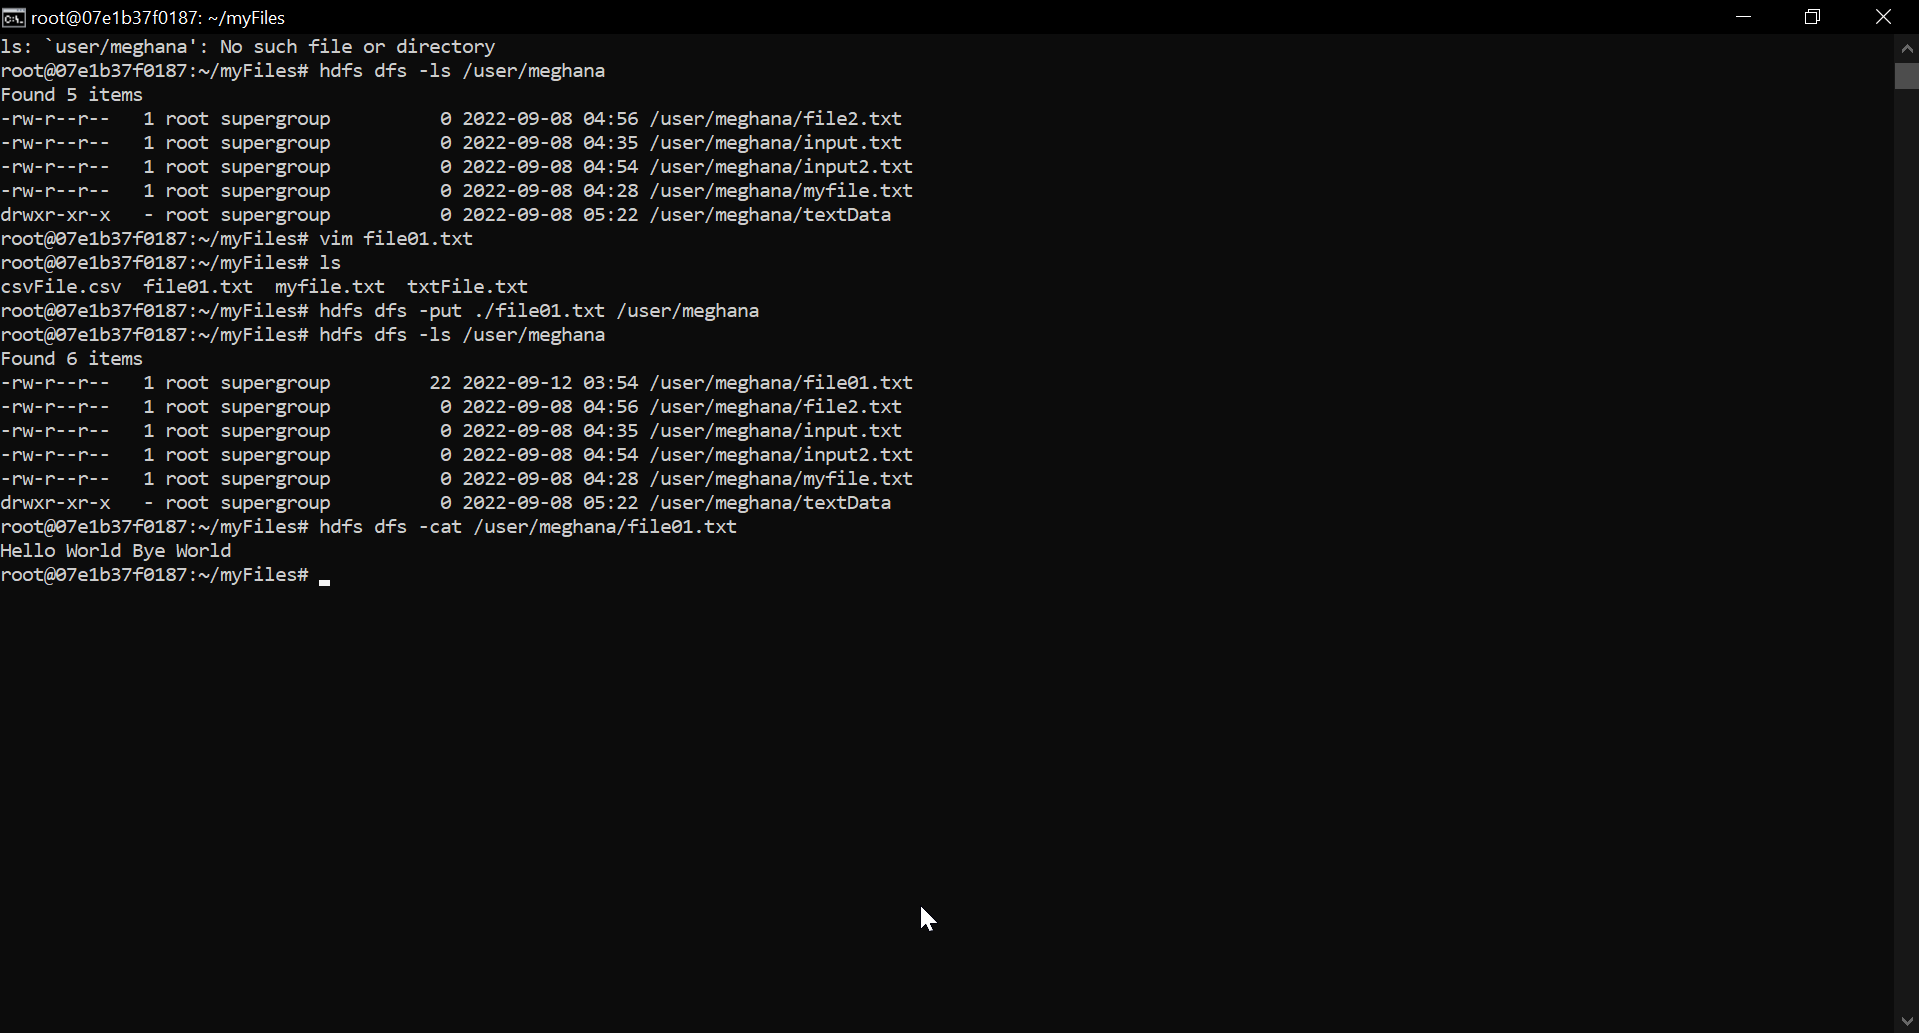 root@07e1b37f0187: ~/myFiles
ls: `user/meghana': No such file or directory
root@07e1b37f0187:~/myFiles# hdfs dfs -ls /user/meghana
Found 5 items
-rw-r--r--   1 root supergroup          0 2022-09-08 04:56 /user/meghana/file2.txt
-rw-r--r--   1 root supergroup          0 2022-09-08 04:35 /user/meghana/input.txt
-rw-r--r--   1 root supergroup          0 2022-09-08 04:54 /user/meghana/input2.txt
-rw-r--r--   1 root supergroup          0 2022-09-08 04:28 /user/meghana/myfile.txt
drwxr-xr-x   - root supergroup          0 2022-09-08 05:22 /user/meghana/textData
root@07e1b37f0187:~/myFiles# vim file01.txt
root@07e1b37f0187:~/myFiles# ls
csvFile.csv  file01.txt  myfile.txt  txtFile.txt
root@07e1b37f0187:~/myFiles# hdfs dfs -put ./file01.txt /user/meghana
root@07e1b37f0187:~/myFiles# hdfs dfs -ls /user/meghana
Found 6 items
-rw-r--r--   1 root supergroup         22 2022-09-12 03:54 /user/meghana/file01.txt
-rw-r--r--   1 root supergroup          0 2022-09-08 04:56 /user/meghana/file2.txt
-rw-r--r--   1 root supergroup          0 2022-09-08 04:35 /user/meghana/input.txt
-rw-r--r--   1 root supergroup          0 2022-09-08 04:54 /user/meghana/input2.txt
-rw-r--r--   1 root supergroup          0 2022-09-08 04:28 /user/meghana/myfile.txt
drwxr-xr-x   - root supergroup          0 2022-09-08 05:22 /user/meghana/textData
root@07e1b37f0187:~/myFiles# hdfs dfs -cat /user/meghana/file01.txt
Hello World Bye World
root@07e1b37f0187:~/myFiles#